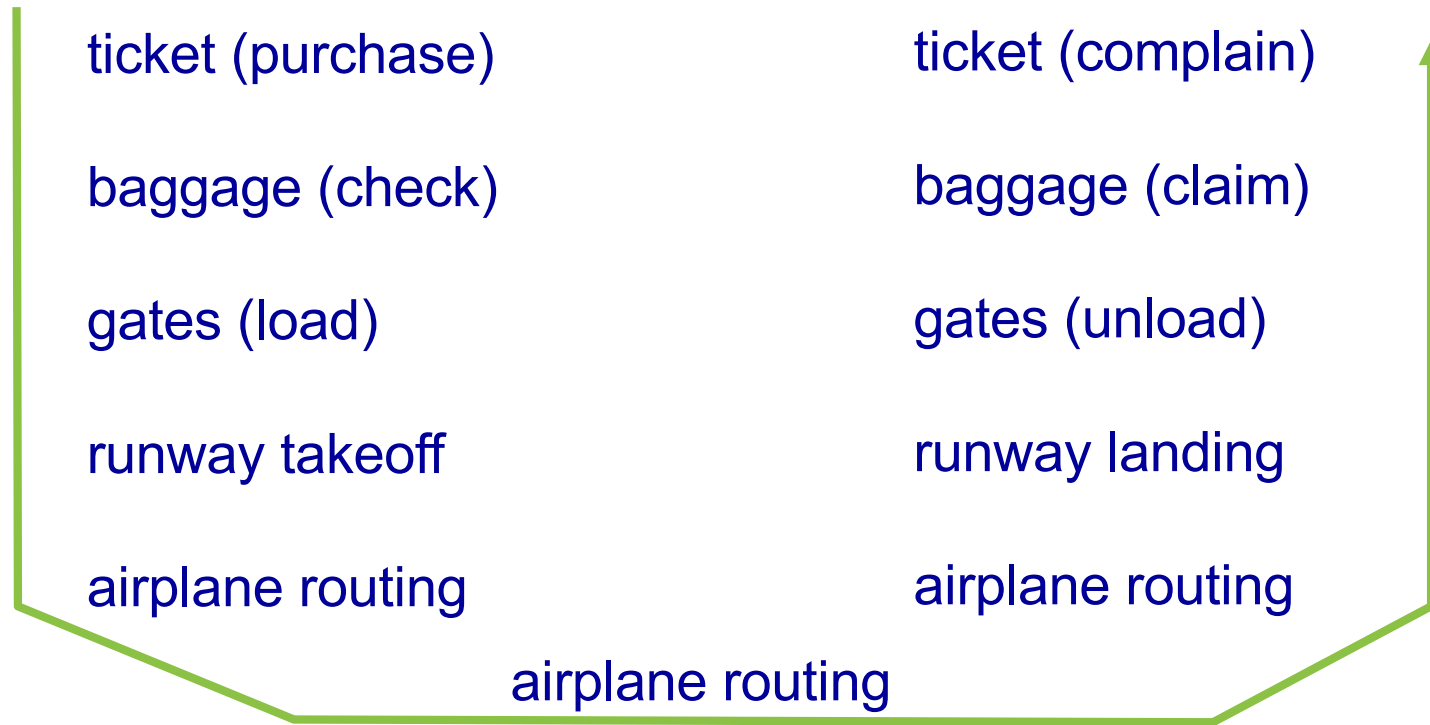 ticket (purchase)
baggage (check)
gates (load)
runway takeoff
airplane routing
airplane routing
ticket (complain)
baggage (claim)
gates (unload)
runway landing
airplane routing